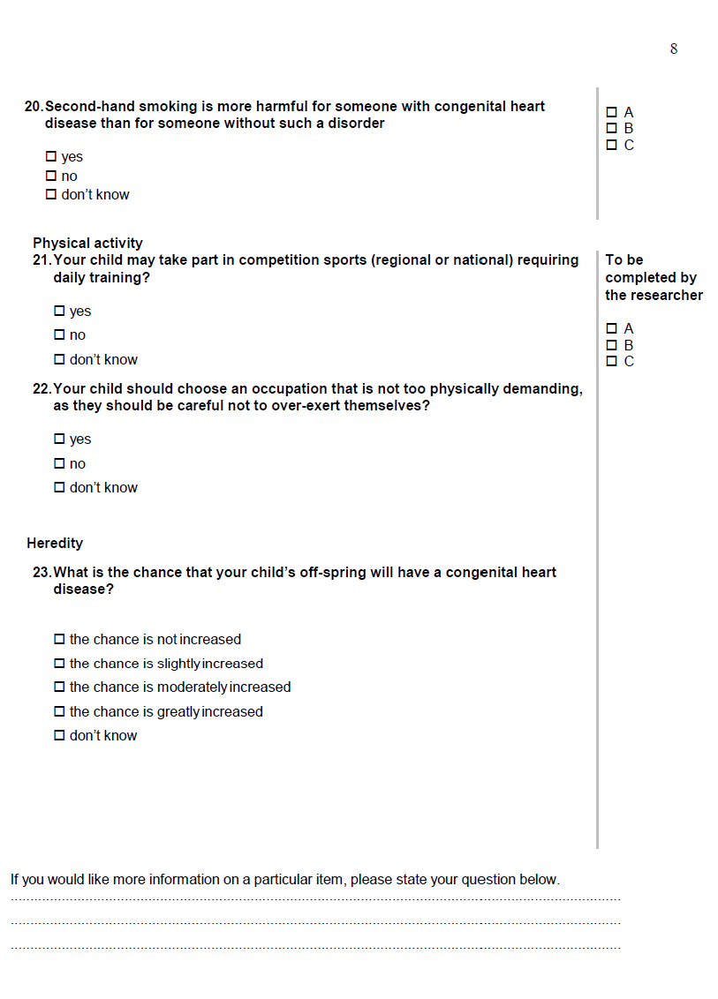 8
20. Second-hand smoking is more harmful for someone with congenital heart
disease than for someone without such a disorder
☐ yes
☐ no
☐ don't know
☐ A
☐ B
☐ C
Physical activity
21. Your child may take part in competition sports (regional or national) requiring
daily training?
☐ yes
☐ no
☐ don't know
To be
completed by
the researcher
☐ A
☐ B
☐ C
22. Your child should choose an occupation that is not too physically demanding,
as they should be careful not to over-exert themselves?
☐ yes
☐ no
☐ don't know
Heredity
23. What is the chance that your child's off-spring will have a congenital heart
disease?
☐ the chance is not increased
☐ the chance is slightly increased
☐ the chance is moderately increased
☐ the chance is greatly increased
☐ don't know
If you would like more information on a particular item, please state your question below.